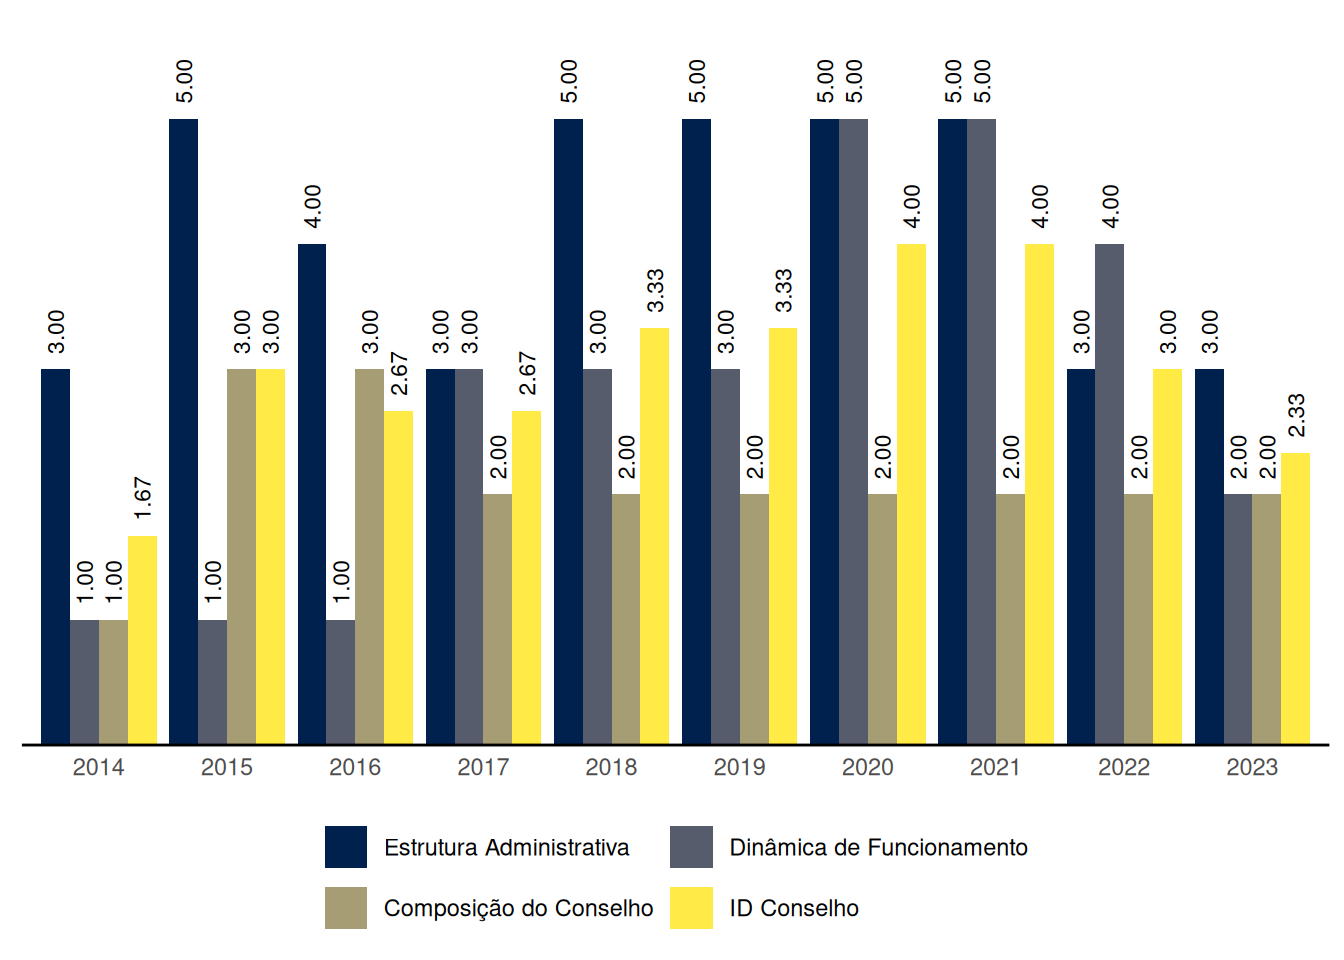 3.00 1.00 1.00 1.67
5.00 1.00 3.00 3.00
4.00 1.00 3.00 2.67
3.00 3.00 2.00 2.67
5.00 3.00 2.00 3.33
5.00 3.00 2.00 3.33
5.00 5.00 2.00 4.00
5.00 5.00 2.00 4.00
3.00 4.00 2.00 3.00
3.00 2.00 2.00 2.33
2014 2015 2016 2017 2018 2019 2020 2021 2022 2023
Estrutura Administrativa Dinâmica de Funcionamento
Composição do Conselho ID Conselho